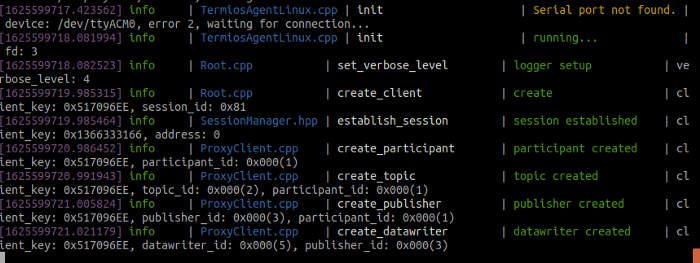 [1625599717.423562] info | TermiosAgentLinux.cpp | init | Serial port not found. |
device: /dev/ttyACM0, error 2, waiting for connection...
[1625599718.081994] info | TermiosAgentLinux.cpp | init | running... |
fd: 3
[1625599718.082523] info | Root.cpp | set_verbose_level | logger setup | ve
rbose_level: 4
[1625599719.985315] info | Root.cpp | create_client | create | cl
ient_key: 0x517096EE, session_id: 0x81
[1625599719.985464] info | SessionManager.hpp | establish_session | session established | cl
ient_key: 0x1366333166, address: 0
[1625599720.986452] info | ProxyClient.cpp | create_participant | participant created | cl
ient_key: 0x517096EE, participant_id: 0x000(1)
[1625599720.991943] info | ProxyClient.cpp | create_topic | topic created | cl
ient_key: 0x517096EE, topic_id: 0x000(2), participant_id: 0x000(1)
[1625599721.005824] info | ProxyClient.cpp | create_publisher | publisher created | cl
ient_key: 0x517096EE, publisher_id: 0x000(3), participant_id: 0x000(1)
[1625599721.021179] info | ProxyClient.cpp | create_datawriter | datawriter created | cl
ient_key: 0x517096EE, datawriter_id: 0x000(5), publisher_id: 0x000(3)